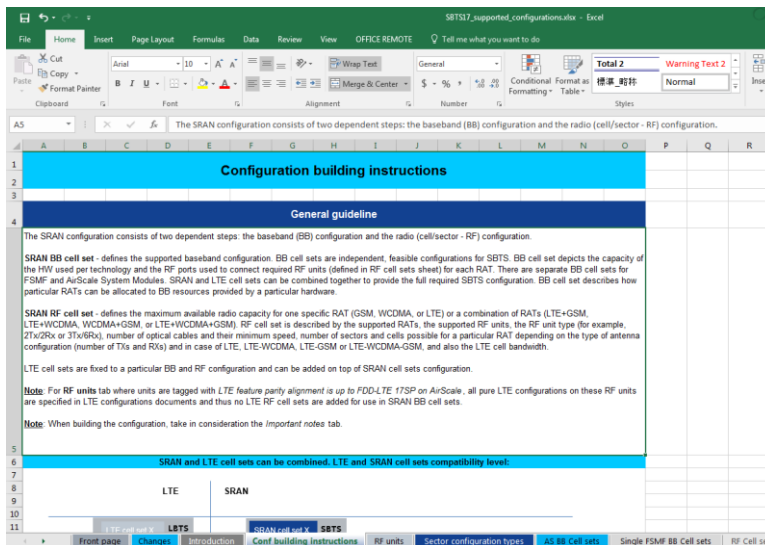 SBTS17_supported_configurations.xlsx - Excel
File Home Insert Page Layout Formulas Data Review View OFFICE REMOTE Tell me what you want to do
Cut
Copy
Format Painter
Paste
Arial 10
Wrap Text
Merge & Center
General
Conditional Formatting
Format as Table
Total 2 Warning Text 2
標準_略称 Normal
Inse
Clipboard Font Alignment Number Styles
A5 fx The SRAN configuration consists of two dependent steps: the baseband (BB) configuration and the radio (cell/sector - RF) configuration.
A B C D E F G H I J K L M N O P Q R
1
2
Configuration building instructions
3
4
General guideline
The SRAN configuration consists of two dependent steps: the baseband (BB) configuration and the radio (cell/sector - RF) configuration.
SRAN BB cell set - defines the supported baseband configuration. BB cell sets are independent, feasible configurations for SBTS. BB cell set depicts the capacity of
the HW used per technology and the RF ports used to connect required RF units (defined in RF cell sets sheet) for each RAT. There are separate BB cell sets for
FSMF and AirScale System Modules. SRAN and LTE cell sets can be combined together to provide the full required SBTS configuration. BB cell set describes how
particular RATs can be allocated to BB resources provided by a particular hardware.
SRAN RF cell set - defines the maximum available radio capacity for one specific RAT (GSM, WCDMA, or LTE) or a combination of RATs (LTE+GSM,
LTE+WCDMA, WCDMA+GSM, or LTE+WCDMA+GSM). RF cell set is described by the supported RATs, the supported RF units, the RF unit type (for example,
2Tx/2Rx or 3Tx/6Rx), number of optical cables and their minimum speed, number of sectors and cells possible for a particular RAT depending on the type of antenna
configuration (number of TXs and RXs) and in case of LTE, LTE-WCDMA, LTE-GSM or LTE-WCDMA-GSM, and also the LTE cell bandwidth.
LTE cell sets are fixed to a particular BB and RF configuration and can be added on top of SRAN cell sets configuration.
Note: For RF units tab where units are tagged with LTE feature parity alignment is up to FDD-LTE 17SP on AirScale, all pure LTE configurations on these RF units
are specified in LTE configurations documents and thus no LTE RF cell sets are added for use in SRAN BB cell sets.
Note: When building the configuration, take in consideration the Important notes tab.
5
6
SRAN and LTE cell sets can be combined. LTE and SRAN cell sets compatibility level:
7
8
LTE SRAN
9
10
11
LTE cell set X LBTS SRAN cell set X SBTS
Front page Changes Introduction Conf building instructions RF units Sector configuration types AS BB Cell sets Single FSMF BB Cell sets RF Cell se